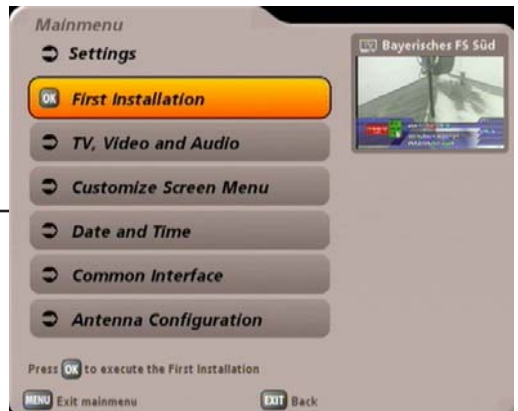 Mainmenu
Settings
Bayerisches FS Süd
OK First Installation
TV, Video and Audio
Customize Screen Menu
Date and Time
Common Interface
Antenna Configuration
Press OK to execute the First Installation
MENU Exit mainmenu EXIT Back